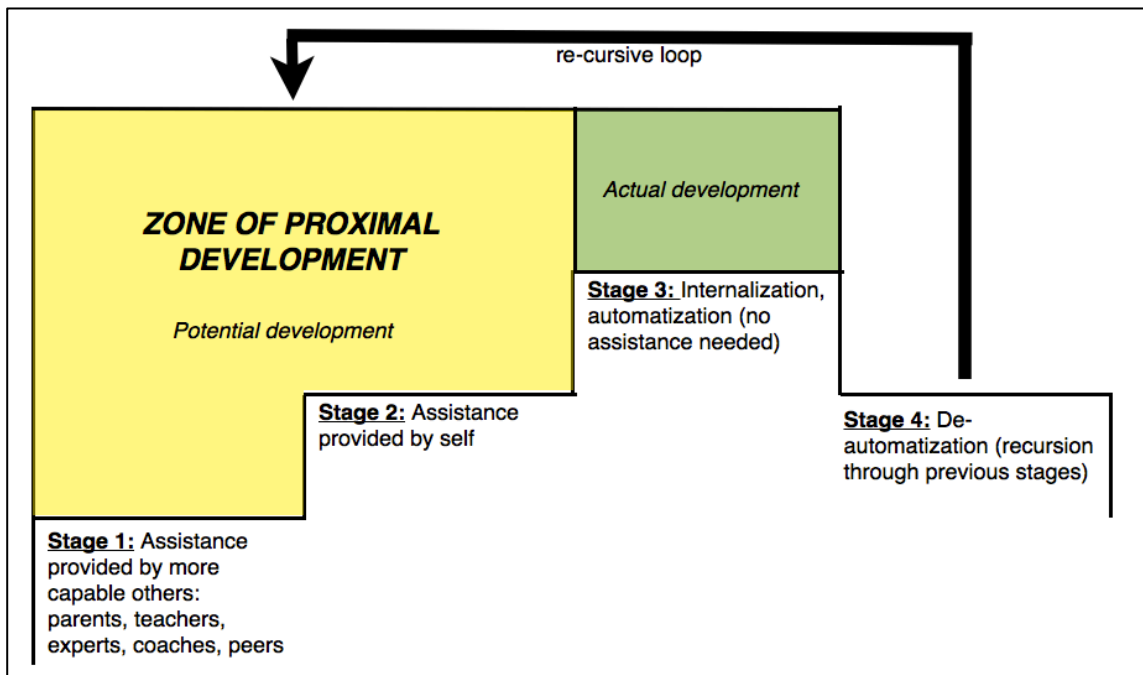 re-cursive loop
ZONE OF PROXIMAL
DEVELOPMENT
Potential development
Actual development
Stage 1: Assistance
provided by more
capable others:
parents, teachers,
experts, coaches, peers
Stage 2: Assistance
provided by self
Stage 3: Internalization,
automatization (no
assistance needed)
Stage 4: De-
automatization (recursion
through previous stages)